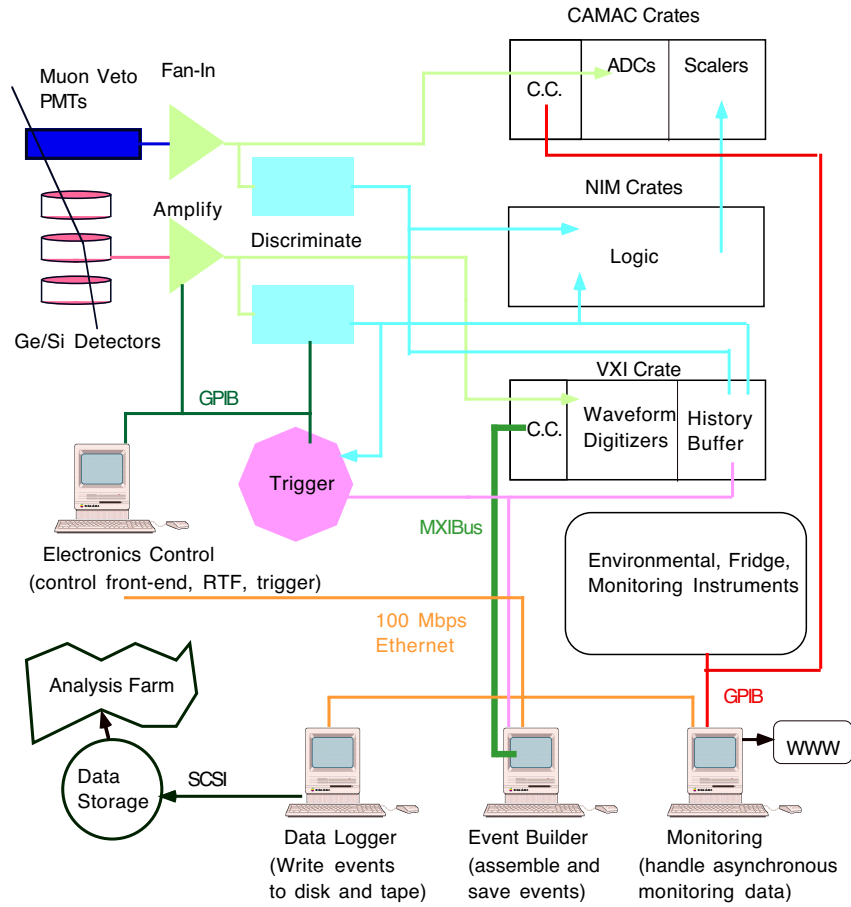 CAMAC Crates
Muon Veto
PMTs
Fan-In
C.C.
ADCs
Scalers
NIM Crates
Amplify
Discriminate
Logic
Ge/Si Detectors
VXI Crate
GPIB
C.C.
Waveform
Digitizers
History
Buffer
Trigger
MXIBus
Electronics Control
(control front-end, RTF, trigger)
Environmental, Fridge,
Monitoring Instruments
100 Mbps
Ethernet
Analysis Farm
GPIB
WWW
Data
Storage
SCSI
Data Logger
(Write events
to disk and tape)
Event Builder
(assemble and
save events)
Monitoring
(handle asynchronous
monitoring data)